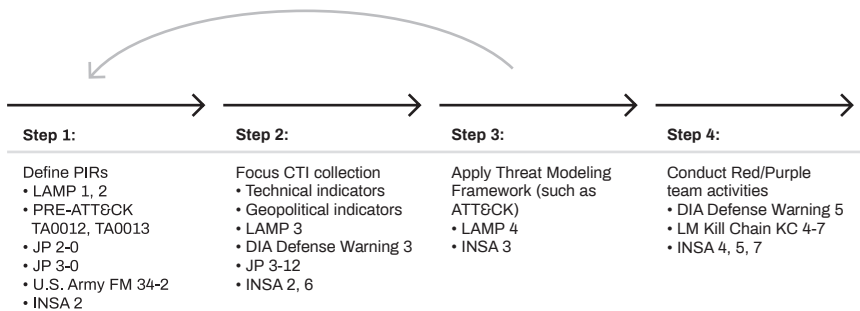 Step 1:
Define PIRs
• LAMP 1, 2
• PRE-ATT&CK
TA0012, TA0013
• JP 2-0
• JP 3-0
• U.S. Army FM 34-2
• INSA 2
Step 2:
Focus CTI collection
• Technical indicators
• Geopolitical indicators
• LAMP 3
• DIA Defense Warning 3
• JP 3-12
• INSA 2, 6
Step 3:
Apply Threat Modeling
Framework (such as
ATT&CK)
• LAMP 4
• INSA 3
Step 4:
Conduct Red/Purple
team activities
• DIA Defense Warning 5
• LM Kill Chain KC 4-7
• INSA 4, 5, 7